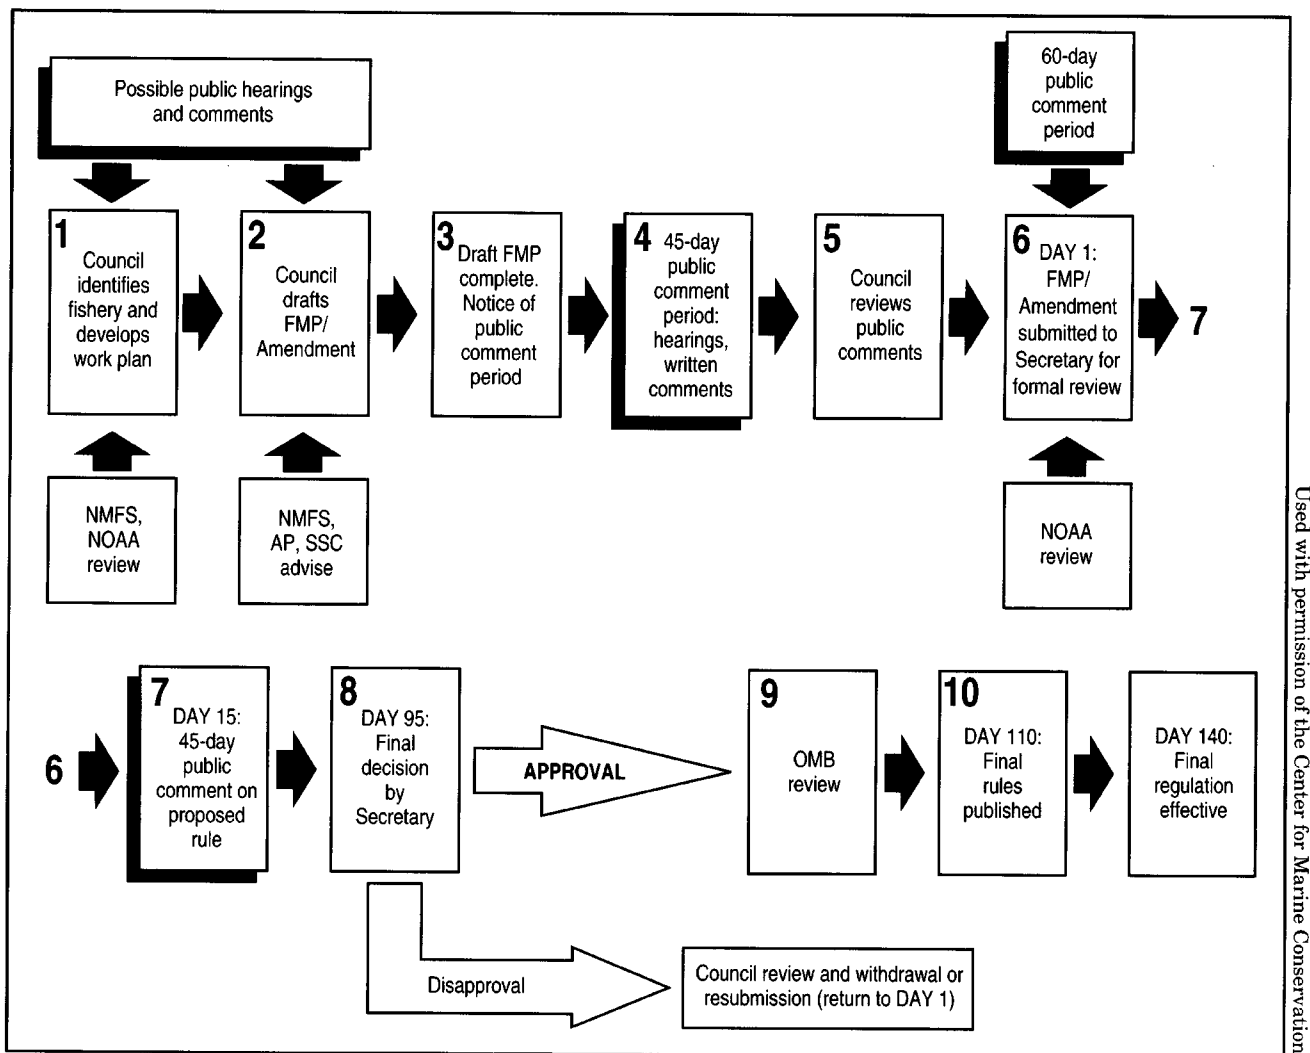 Possible public hearings
and comments
60-day
public
comment
period
1
Council
identifies
fishery and
develops
work plan
2
Council
drafts
FMP/
Amendment
3
Draft FMP
complete.
Notice of
public
comment
period
4
45-day
public
comment
period:
hearings,
written
comments
5
Council
reviews
public
comments
6
DAY 1:
FMP/
Amendment
submitted to
Secretary for
formal review
7
NMFS,
NOAA
review
NMFS,
AP, SSC
advise
NOAA
review
6
7
DAY 15:
45-day
public
comment on
proposed
rule
8
DAY 95:
Final
decision
by
Secretary
APPROVAL
9
OMB
review
10
DAY 110:
Final
rules
published
DAY 140:
Final
regulation
effective
Disapproval
Council review and withdrawal or
resubmission (return to DAY 1)
Used with permission of the Center for Marine Conservation